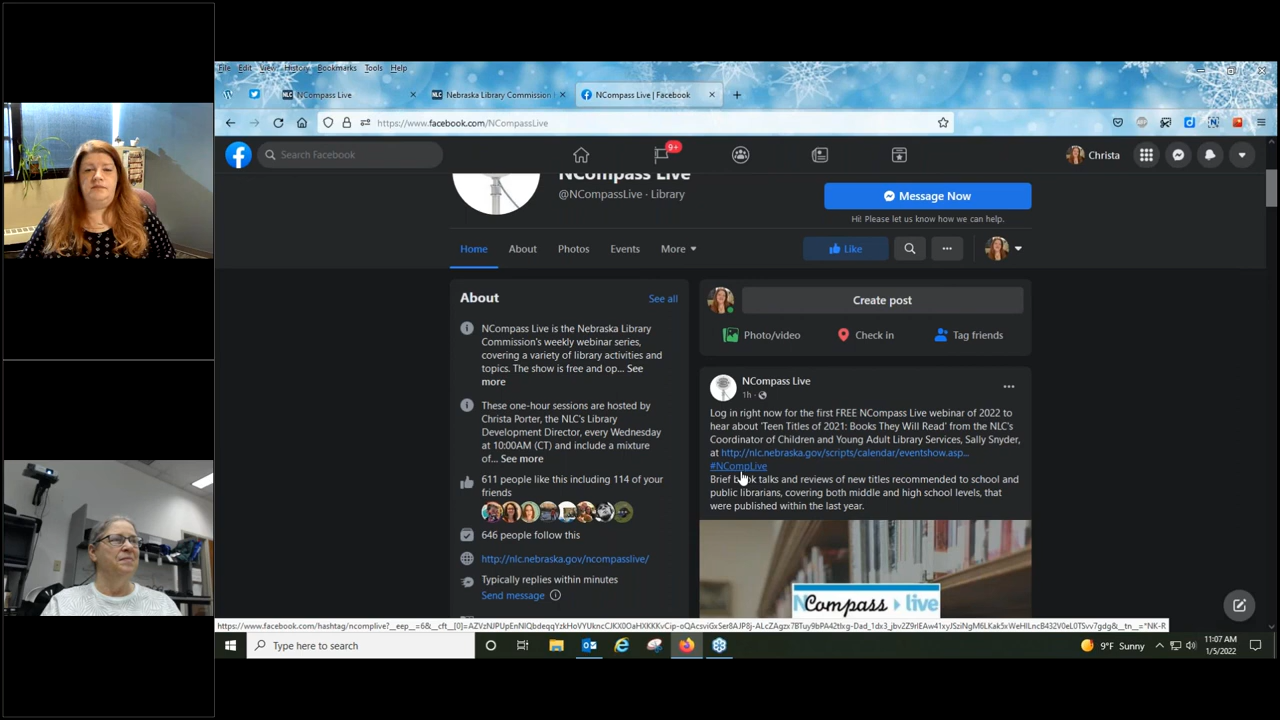 File Edit View History Bookmarks Tools Help
NLC NCompass Live × NLC Nebraska Library Commission × NCompass Live | Facebook × +
https://www.facebook.com/NCompassLive
Search Facebook 9+ Christa
NCompass Live
@NCompassLive · Library
Message Now
Hi! Please let us know how we can help.
Home About Photos Events More Like
About See all
NCompass Live is the Nebraska Library
Commission's weekly webinar series,
covering a variety of library activities and
topics. The show is free and op... See
more
These one-hour sessions are hosted by
Christa Porter, the NLC's Library
Development Director, every Wednesday
at 10:00AM (CT) and include a mixture
of... See more
611 people like this including 114 of your
friends
646 people follow this
http://nlc.nebraska.gov/ncompasslive/
Typically replies within minutes
Send message
Create post
Photo/video Check in Tag friends
NCompass Live
1h ·
Log in right now for the first FREE NCompass Live webinar of 2022 to
hear about 'Teen Titles of 2021: Books They Will Read' from the NLC's
Coordinator of Children and Young Adult Library Services, Sally Snyder,
at http://nlc.nebraska.gov/scripts/calendar/eventshow.asp...
#NCompLive
Brief book talks and reviews of new titles recommended to school and
public librarians, covering both middle and high school levels, that
were published within the last year.
NCompass live
Type here to search 9°F Sunny 11:07 AM
1/5/2022